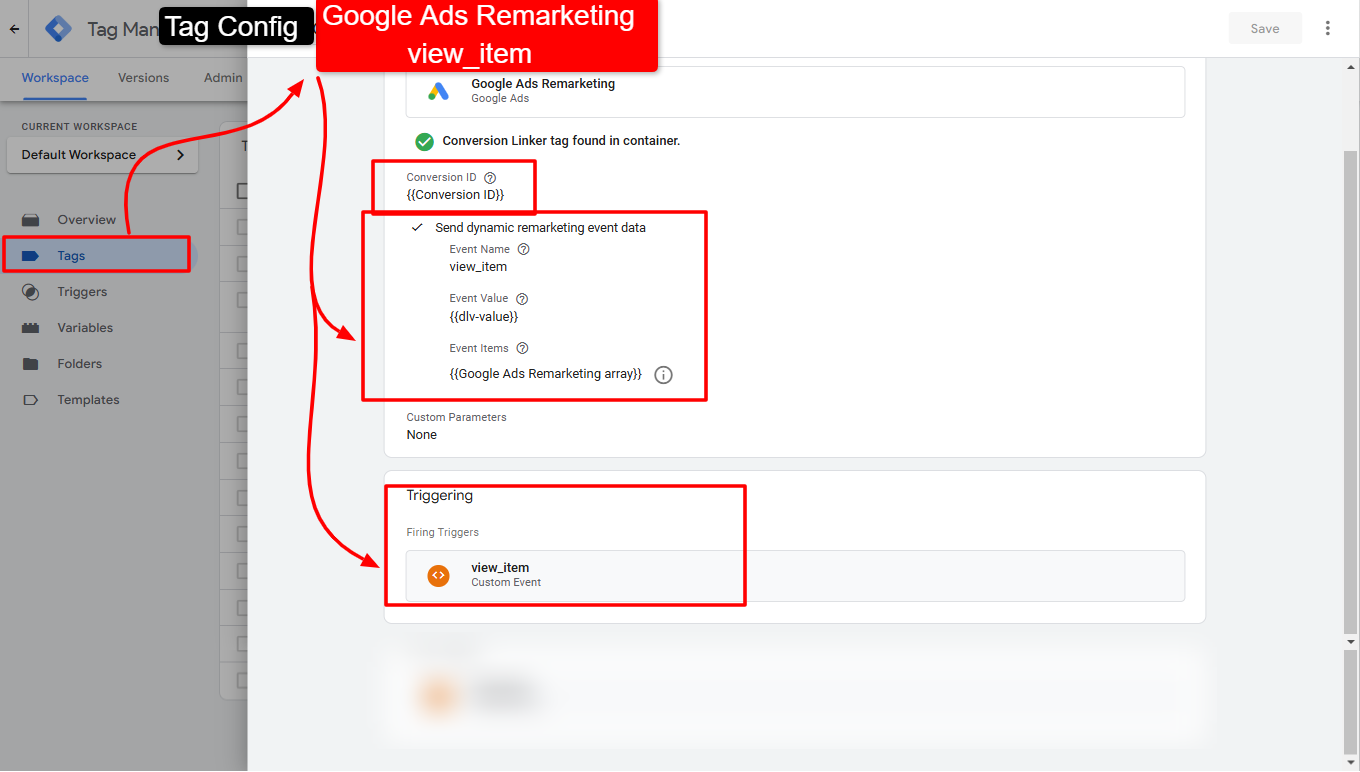 Tag Man
Tag Config
Google Ads Remarketing
view_item
Save
Workspace
Versions
Admin
CURRENT WORKSPACE
Default Workspace
Overview
Tags
Triggers
Variables
Folders
Templates
T
Google Ads Remarketing
Google Ads
Conversion Linker tag found in container.
Conversion ID
{{Conversion ID}}
Send dynamic remarketing event data
Event Name
view_item
Event Value
{{dlv-value}}
Event Items
{{Google Ads Remarketing array}}
Custom Parameters
None
Triggering
Firing Triggers
view_item
Custom Event